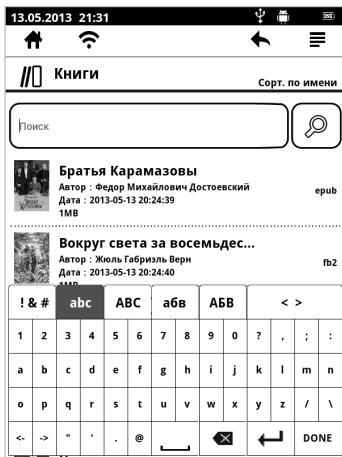 13.05.2013 21:31
Книги
Сорт. по имени
Поиск
Братья Карамазовы
Автор : Федор Михайлович Достоевский
epub
Дата : 2013-05-13 20:24:39
1MB
Вокруг света за восемьдес...
Автор : Жюль Габриэль Верн
fb2
Дата : 2013-05-13 20:24:40
1MB
! & # abc ABC абв АБВ < >
1 2 3 4 5 6 7 8 9 0 ? , ; :
a b c d e f g h i j k l m n
o p q r s t u v w x y z / \
<- -> " ' . @ DONE